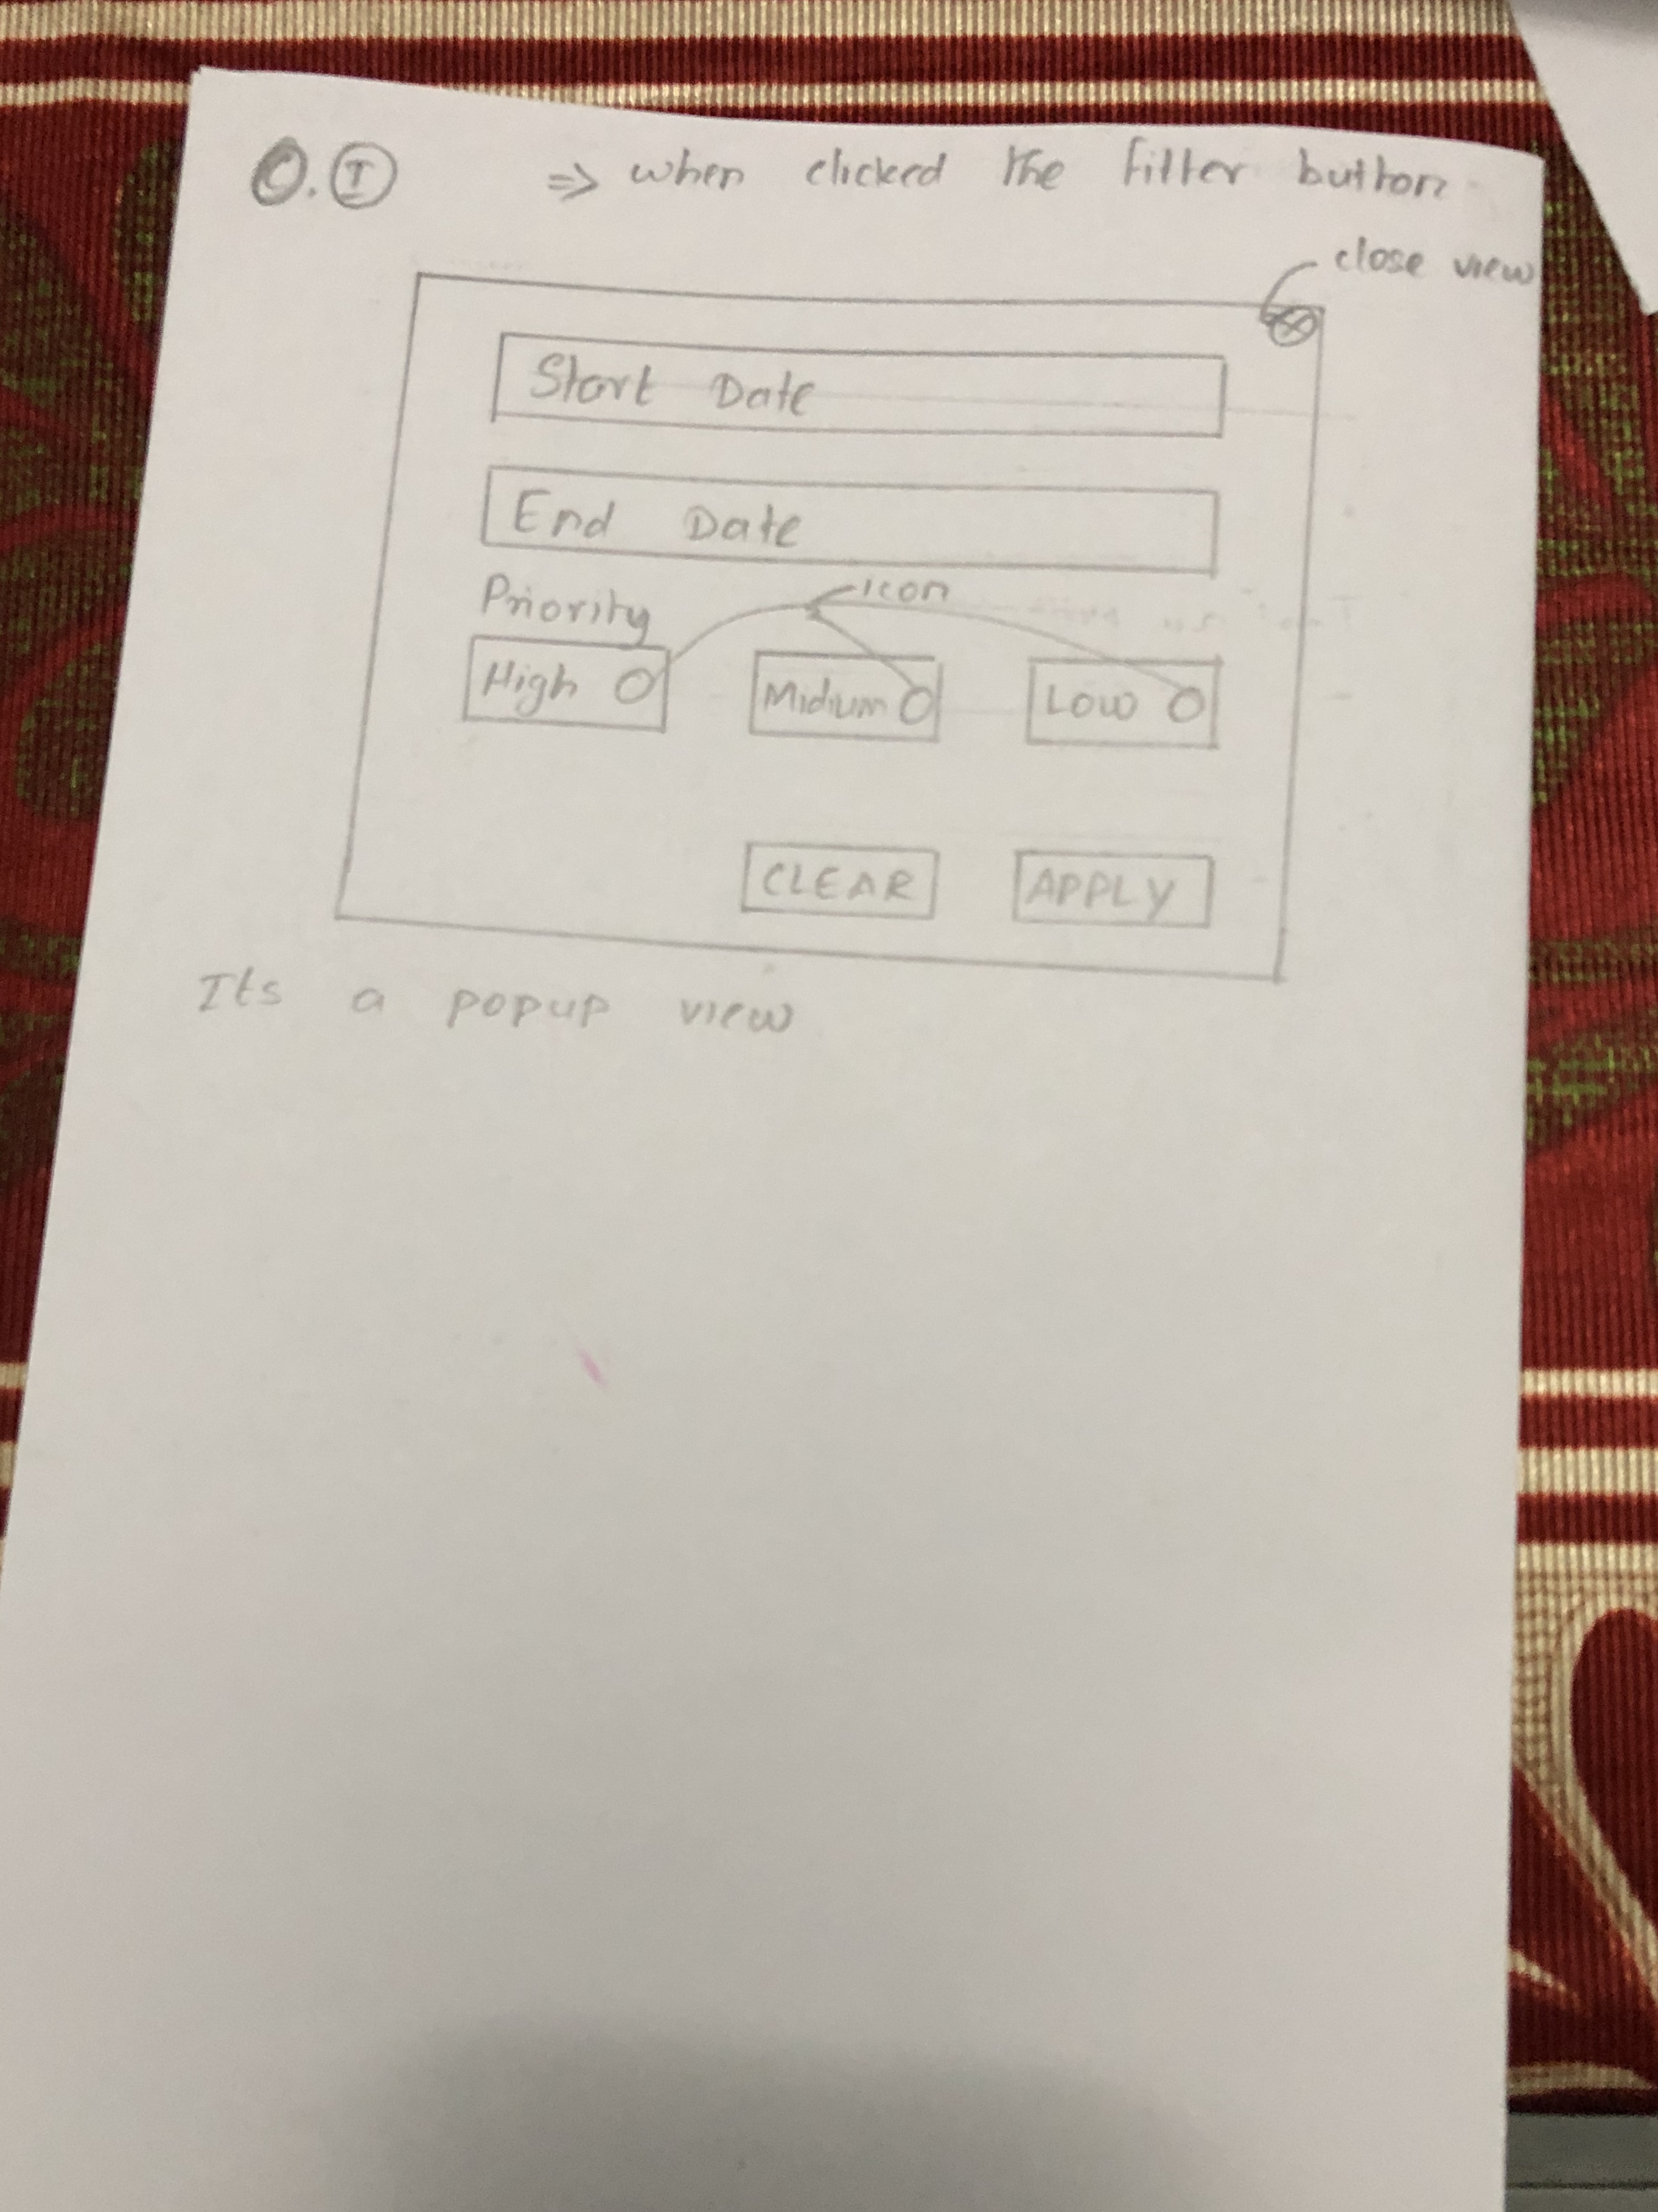 O. I ⇒ when clicked the filter button
close view
Start Date
End Date
Priority icon
High Midium Low
CLEAR APPLY
Its a popup view